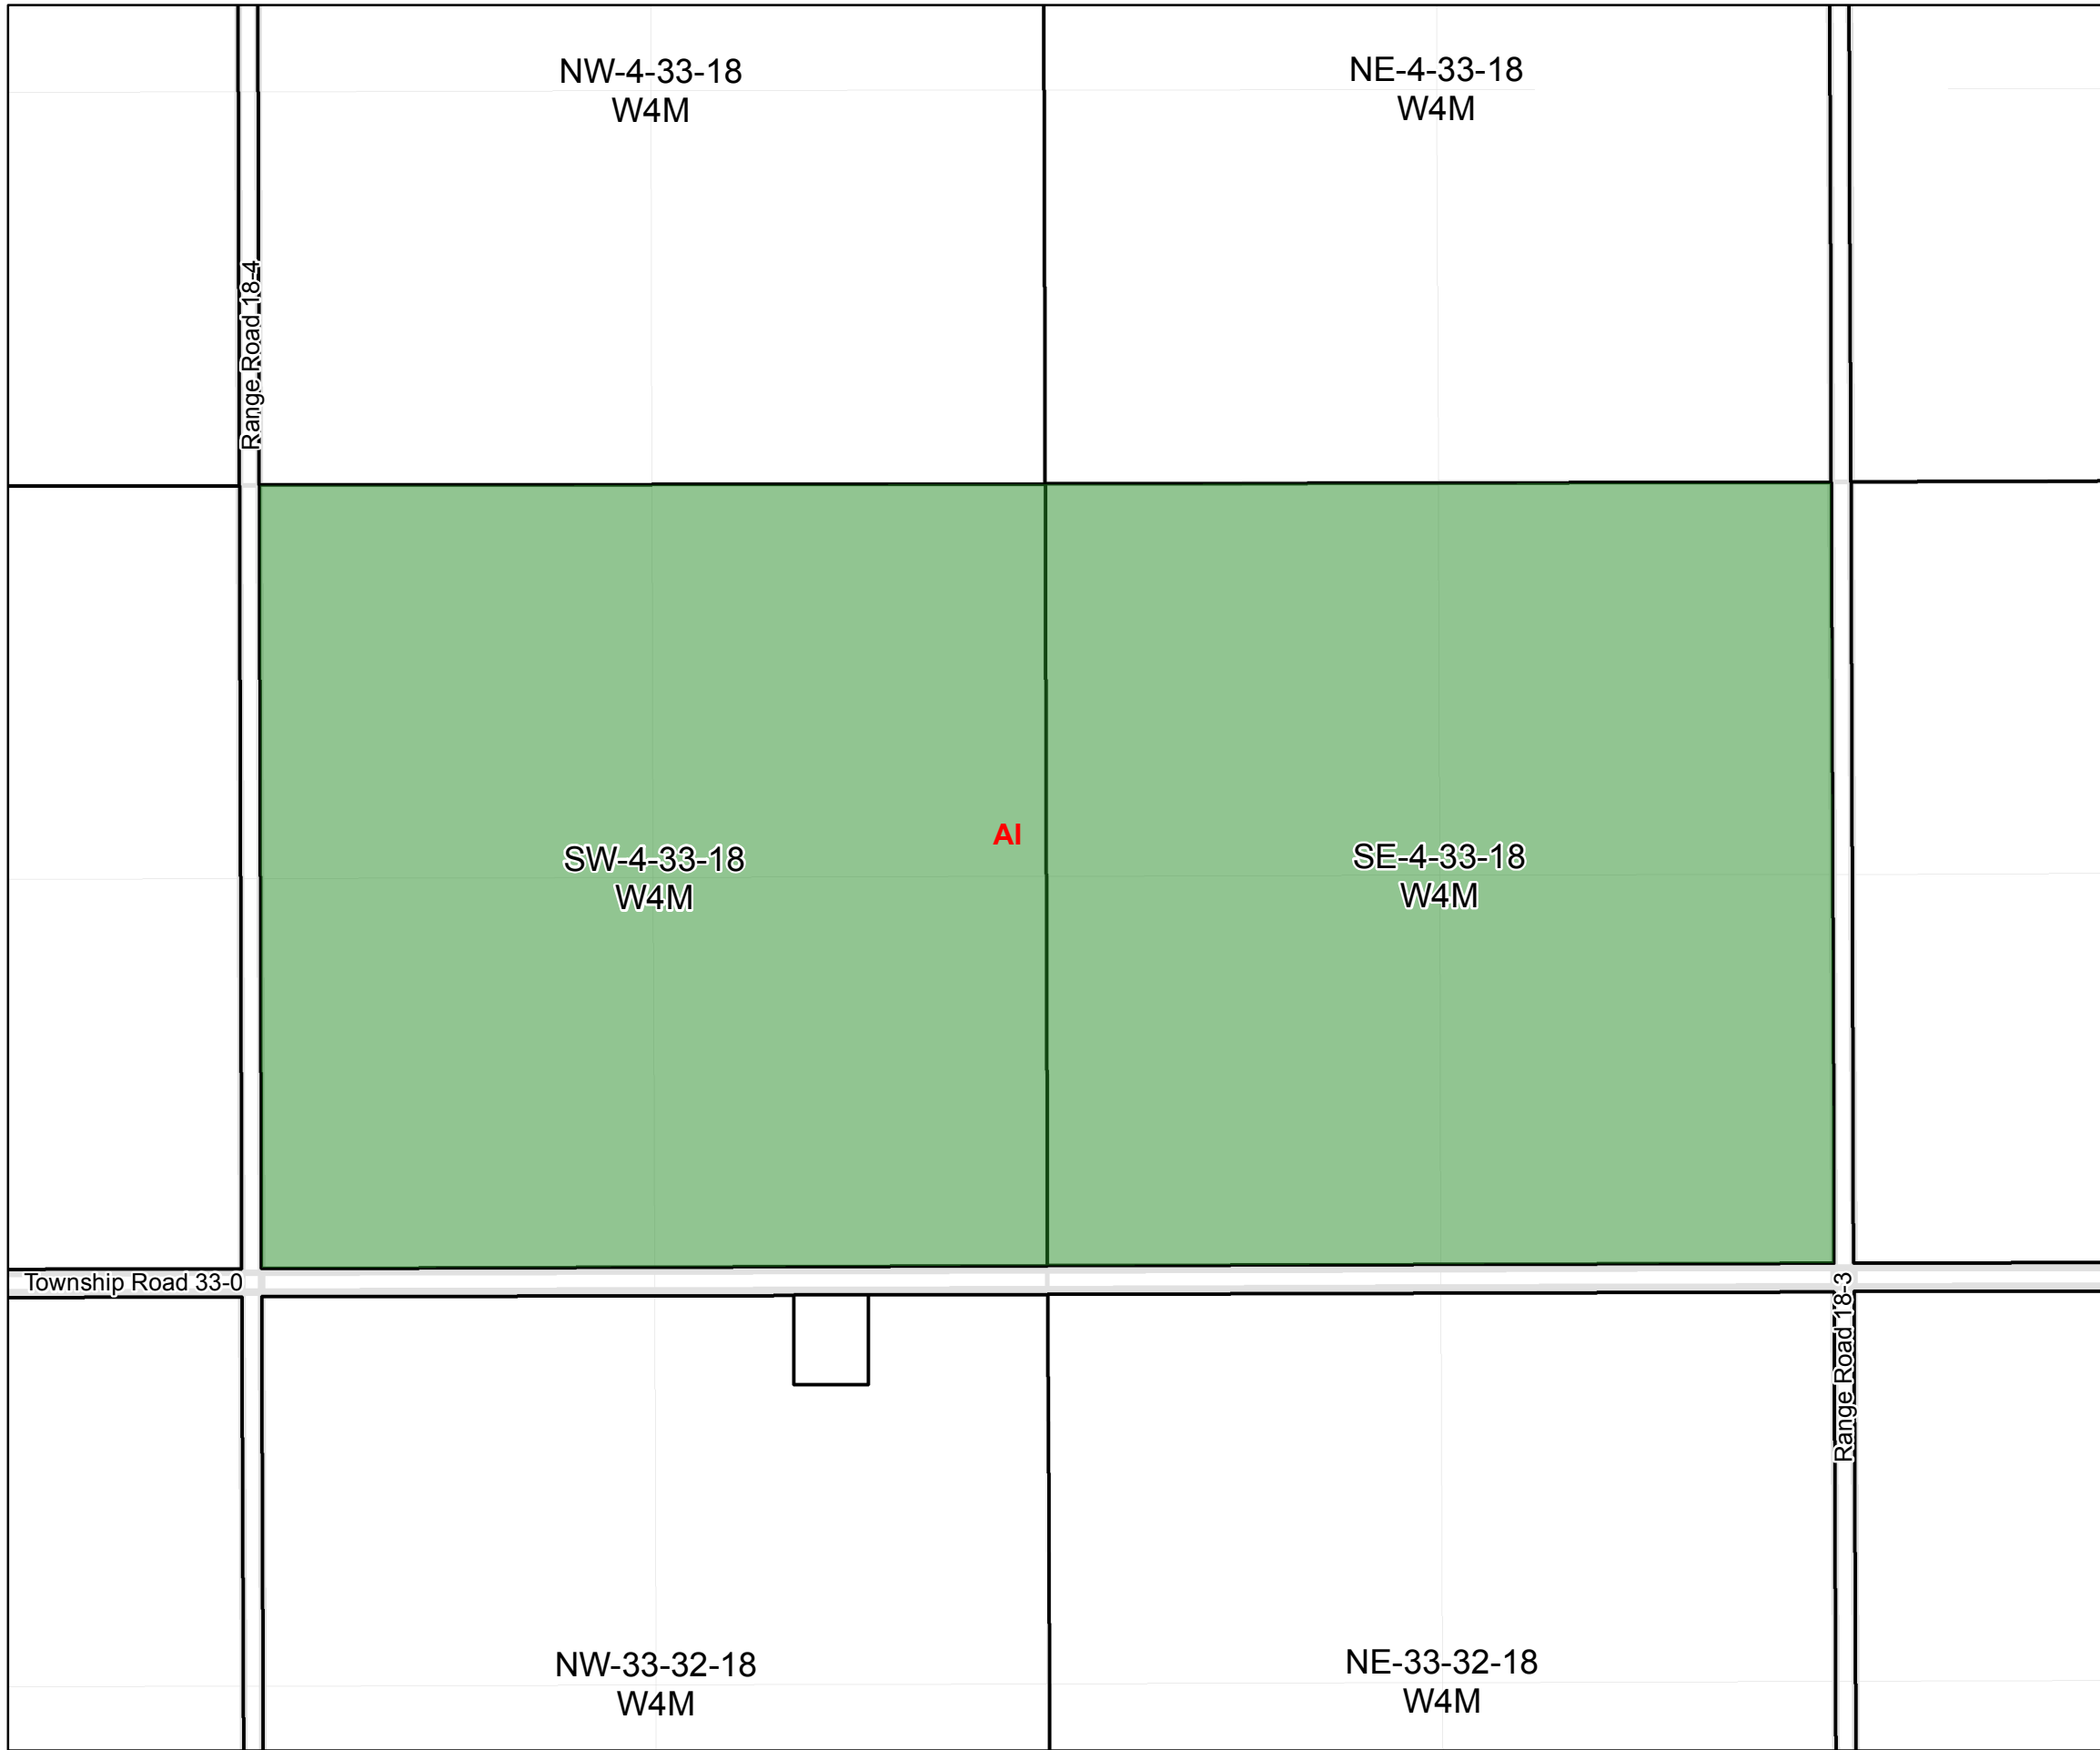 NW-4-33-18
W4M
NE-4-33-18
W4M
Range Road 18-4
AI
SW-4-33-18
W4M
SE-4-33-18
W4M
Township Road 33-0
Range Road 18-3
NW-33-32-18
W4M
NE-33-32-18
W4M